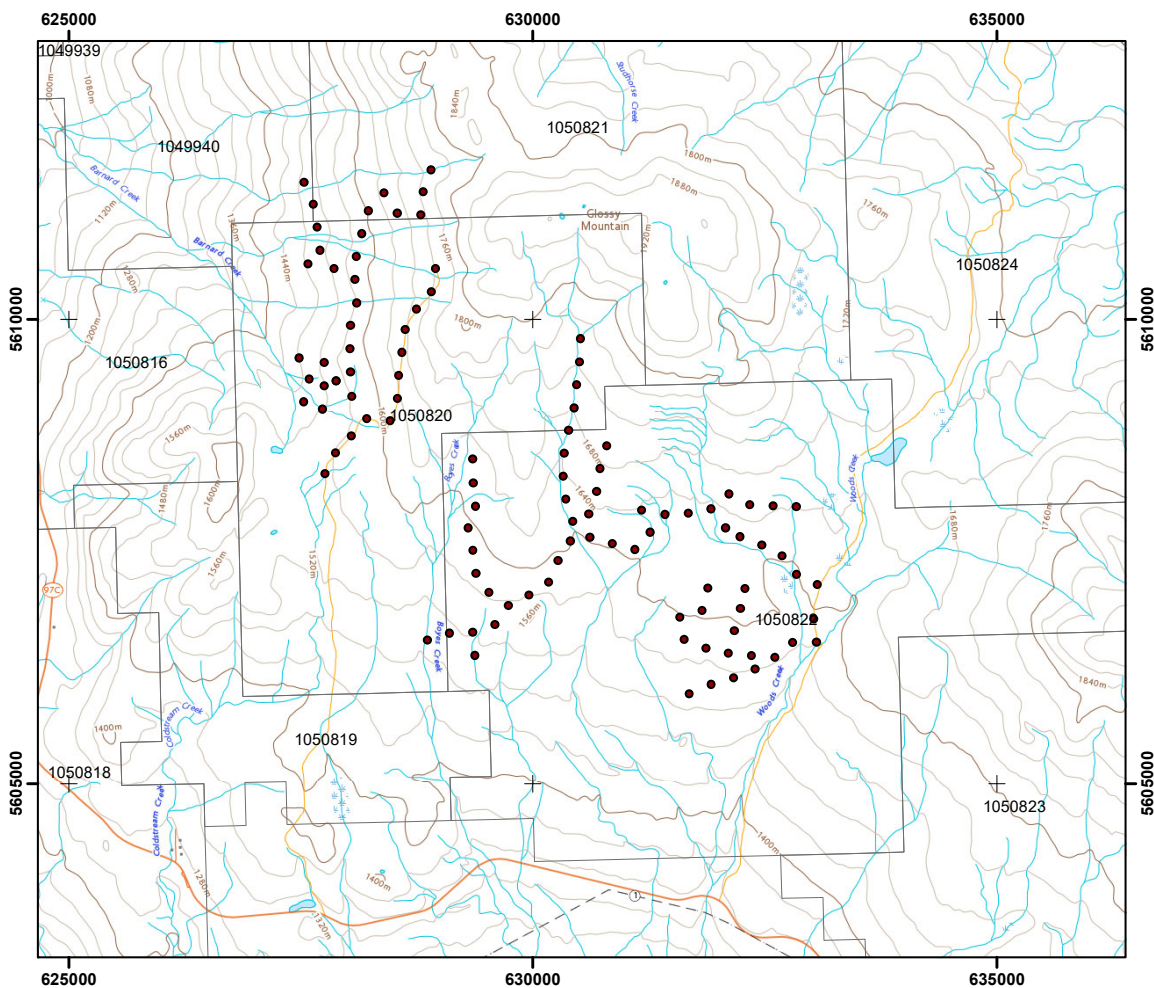 625000
630000
635000
1049939
1000m
1080m
1840m
Studhorse Creek
1050821
1049940
1800m
Barnard Creek
1880m
1120m
1760m
Glossy
Mountain
1360m
1920m
1760m
Barnard Creek
1440m
1280m
1050824
5610000
5610000
1200m
1800m
1720m
1050816
1600m
1050820
1560m
1680m
Boyes Creek
Woods Creek
1480m
1600m
1640m
1680m
1760m
1560m
1520m
97C
1560m
1050822
Boyes Creek
1840m
Woods Creek
Coldstream Creek
1400m
1050819
1050818
5605000
5605000
Coldstream Creek
1050823
1400m
1280m
1400m
1
1320m
625000
630000
635000